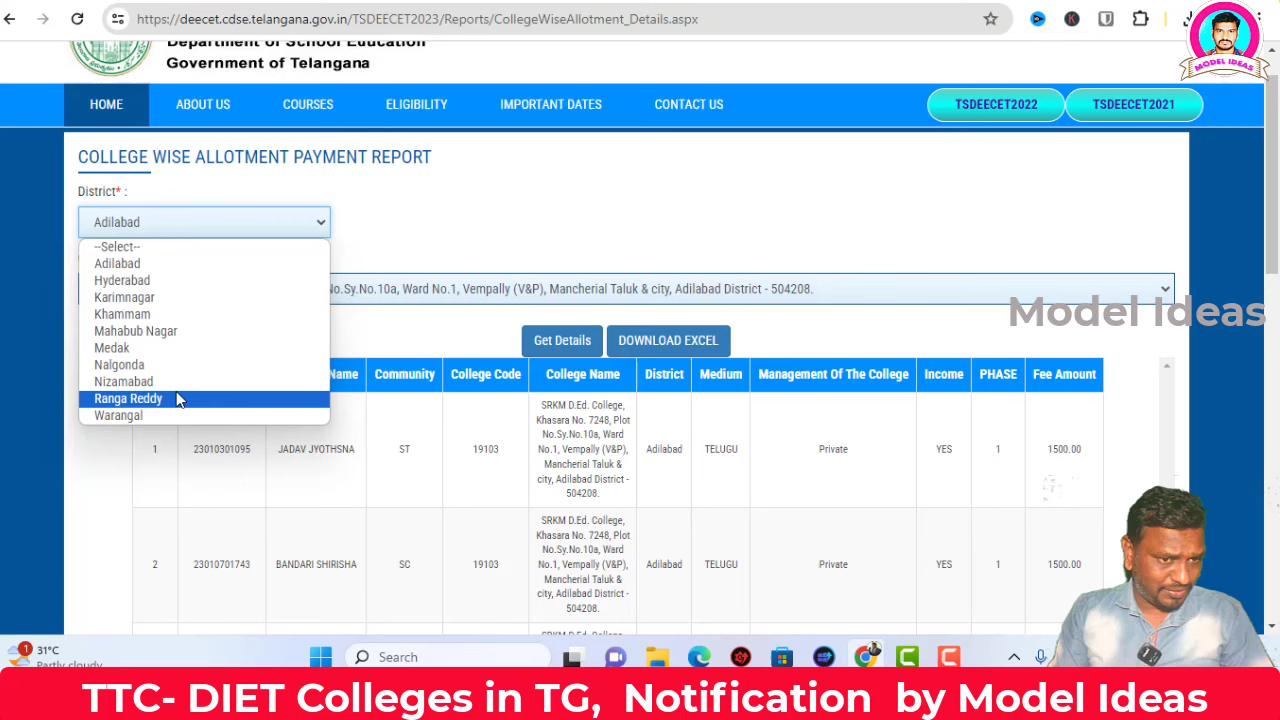 https://deecet.cdse.telangana.gov.in/TSDEECET2023/Reports/CollegeWiseAllotment_Details.aspx
K
MODEL IDEAS
Department of School Education
Government of Telangana
HOME
ABOUT US
COURSES
ELIGIBILITY
IMPORTANT DATES
CONTACT US
TSDEECET2022
TSDEECET2021
COLLEGE WISE ALLOTMENT PAYMENT REPORT
District* :
Adilabad
--Select--
Adilabad
Hyderabad
Karimnagar
Khammam
Mahabub Nagar
Medak
Nalgonda
Nizamabad
Ranga Reddy
Warangal
No.Sy.No.10a, Ward No.1, Vempally (V&P), Mancherial Taluk & city, Adilabad District - 504208.
Model Ideas
Get Details
DOWNLOAD EXCEL
Name
Community
College Code
College Name
District
Medium
Management Of The College
Income
PHASE
Fee Amount
1
23010301095
JADAV JYOTHSNA
ST
19103
SRKM D.Ed. College,
Khasara No. 7248, Plot
No.Sy.No.10a, Ward
No.1, Vempally (V&P),
Mancherial Taluk &
city, Adilabad District -
504208.
Adilabad
TELUGU
Private
YES
1
1500.00
2
23010701743
BANDARI SHIRISHA
SC
19103
SRKM D.Ed. College,
Khasara No. 7248, Plot
No.Sy.No.10a, Ward
No.1, Vempally (V&P),
Mancherial Taluk &
city, Adilabad District -
504208.
Adilabad
TELUGU
Private
YES
1
1500.00
1
31°C
Partly cloudy
Search
TTC- DIET Colleges in TG, Notification by Model Ideas